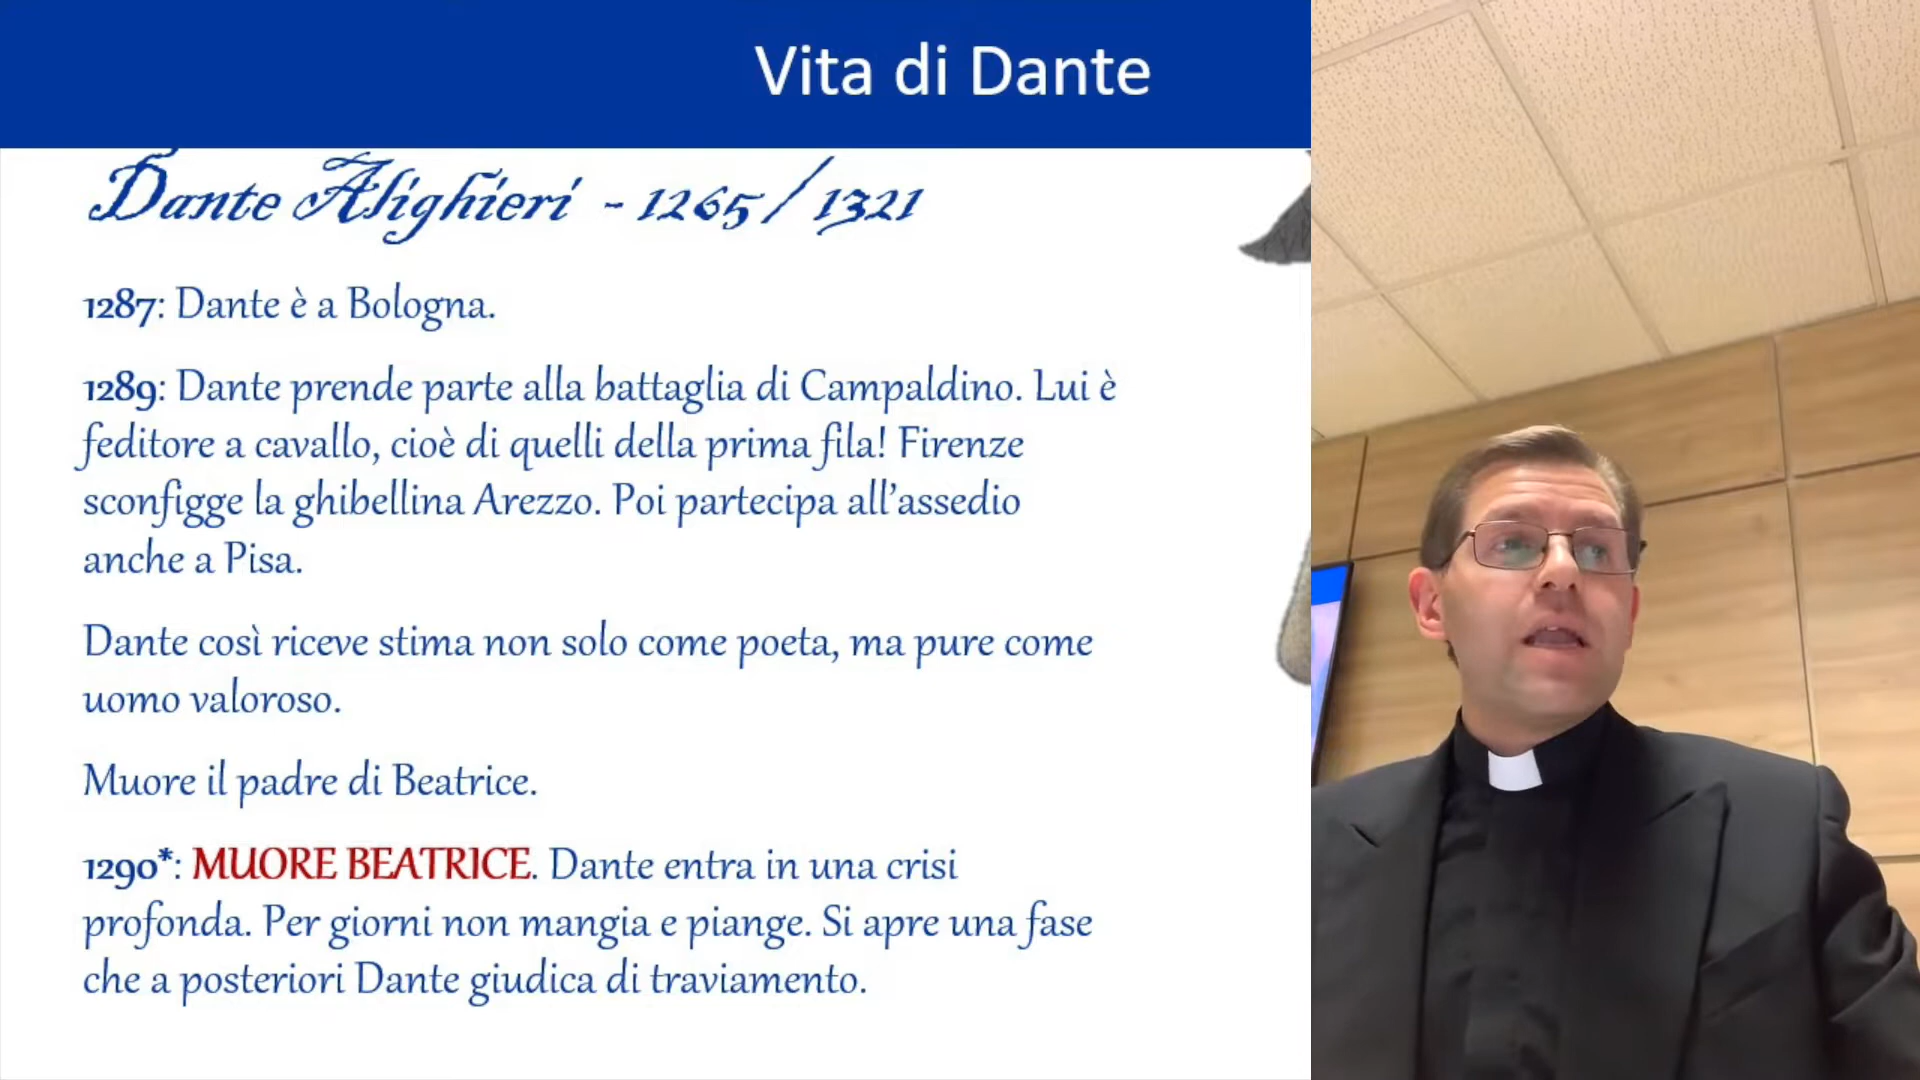 Vita di Dante
Dante Alighieri - 1265/1321
1287: Dante è a Bologna.
1289: Dante prende parte alla battaglia di Campaldino. Lui è
feditore a cavallo, cioè di quelli della prima fila! Firenze
sconfigge la ghibellina Arezzo. Poi partecipa all’assedio
anche a Pisa.
Dante così riceve stima non solo come poeta, ma pure come
uomo valoroso.
Muore il padre di Beatrice.
1290*: MUORE BEATRICE. Dante entra in una crisi
profonda. Per giorni non mangia e piange. Si apre una fase
che a posteriori Dante giudica di traviamento.